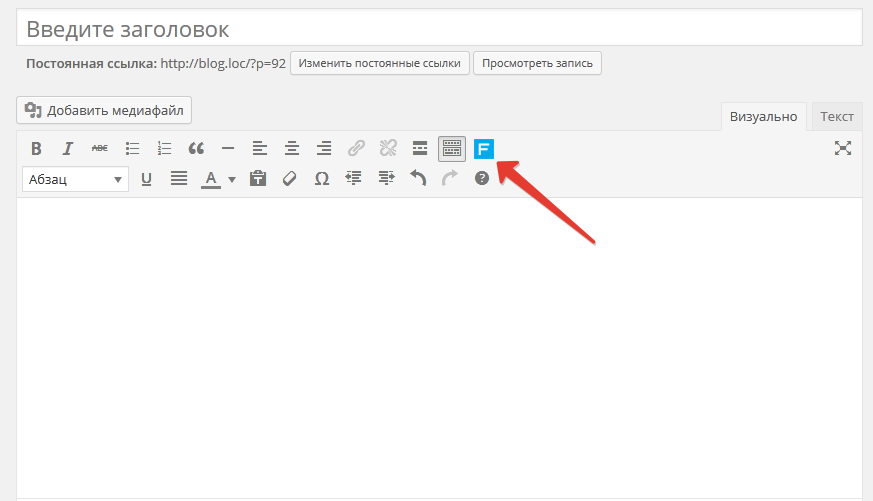 Введите заголовок
Постоянная ссылка: http://blog.loc/?p=92 Изменить постоянные ссылки Просмотреть запись
Добавить медиафайл
Визуально Текст
B I ABC F
Абзац U A T Ω ?